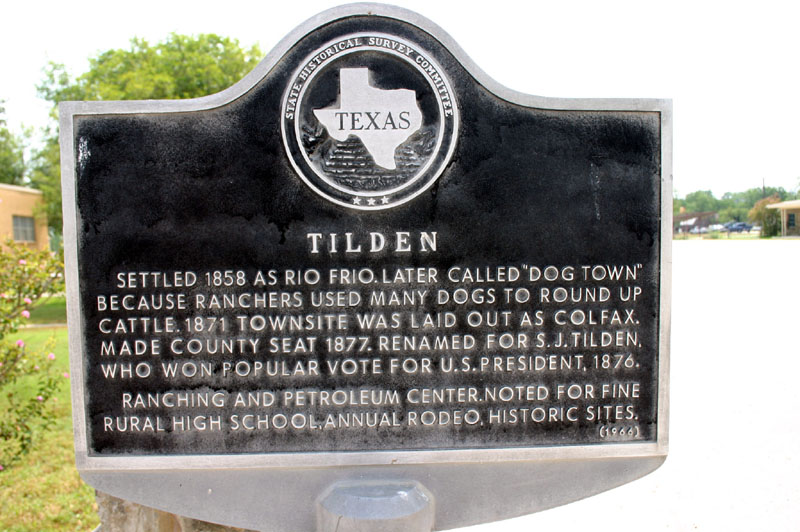 STATE HISTORICAL SURVEY COMMITTEE
TEXAS
TILDEN
SETTLED 1858 AS RIO FRIO. LATER CALLED "DOG TOWN"
BECAUSE RANCHERS USED MANY DOGS TO ROUND UP
CATTLE. 1871 TOWNSITE WAS LAID OUT AS COLFAX.
MADE COUNTY SEAT 1877. RENAMED FOR S.J. TILDEN,
WHO WON POPULAR VOTE FOR U.S. PRESIDENT, 1876.
RANCHING AND PETROLEUM CENTER. NOTED FOR FINE
RURAL HIGH SCHOOL, ANNUAL RODEO, HISTORIC SITES.
(1966)